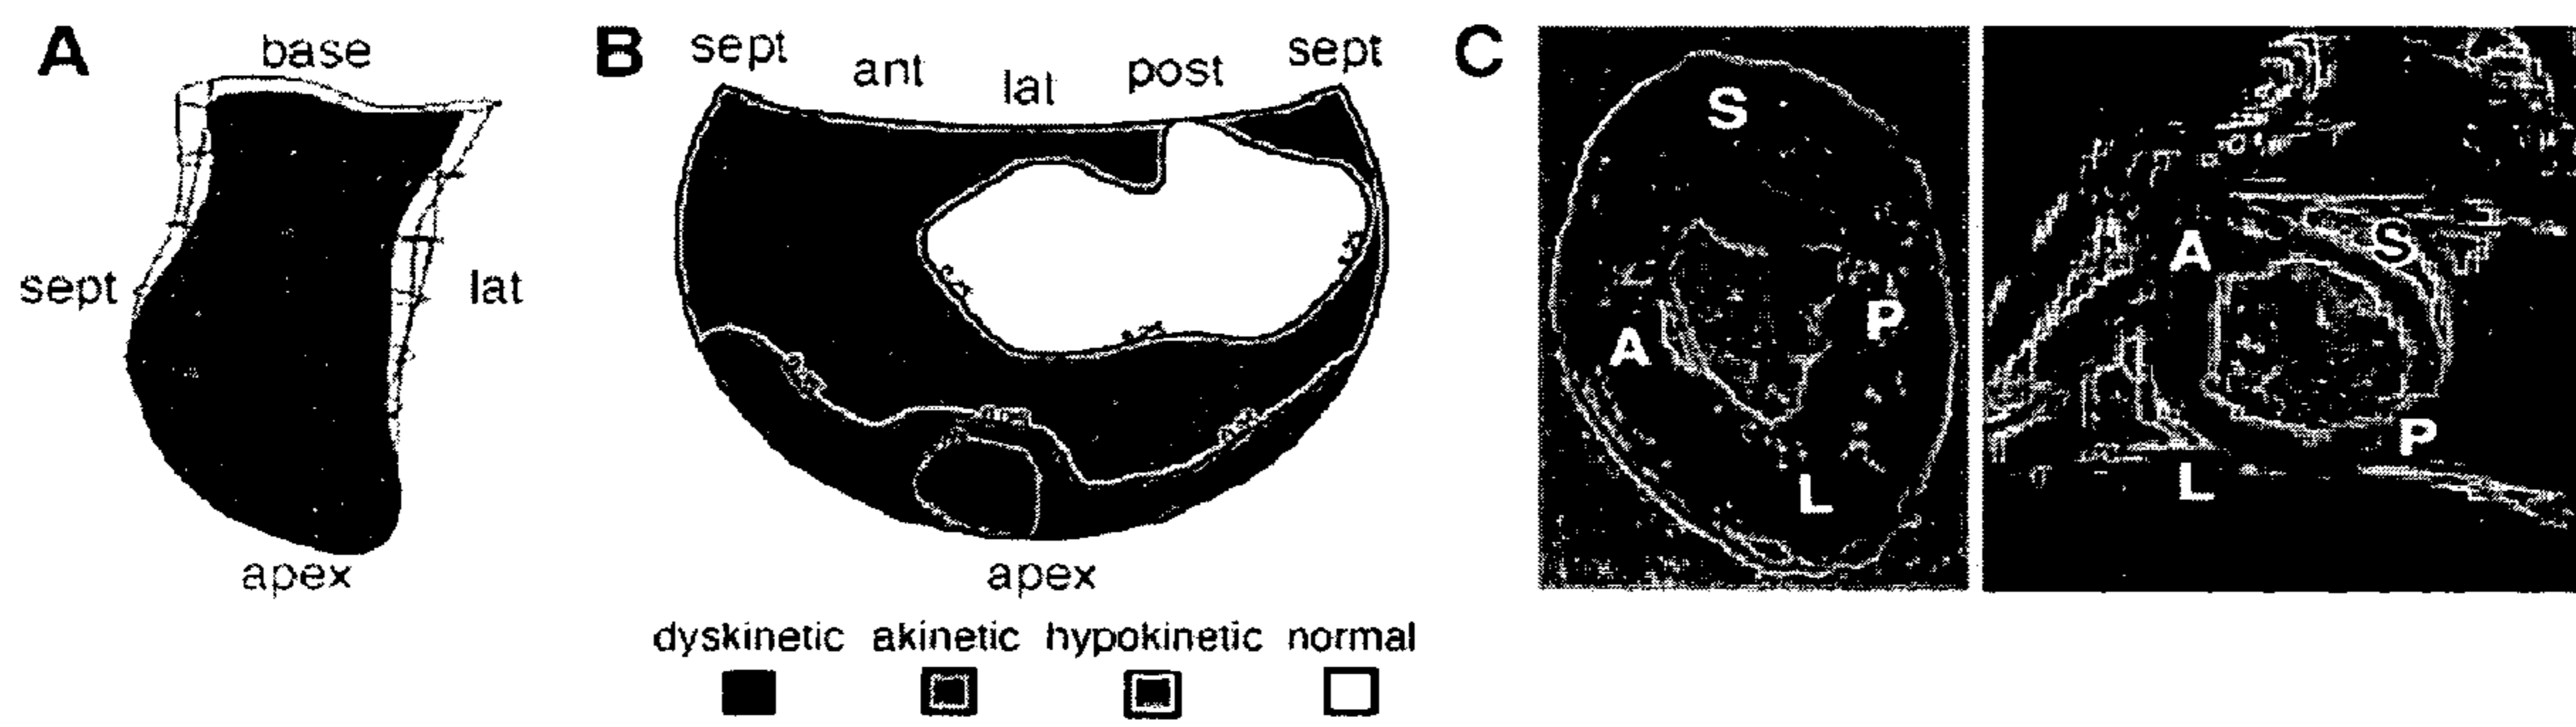 A
base
sept
lat
apex
B
sept
ant
lat
post
sept
apex
dyskinetic akinetic hypokinetic normal
C
S
A
P
L
A
S
P
L